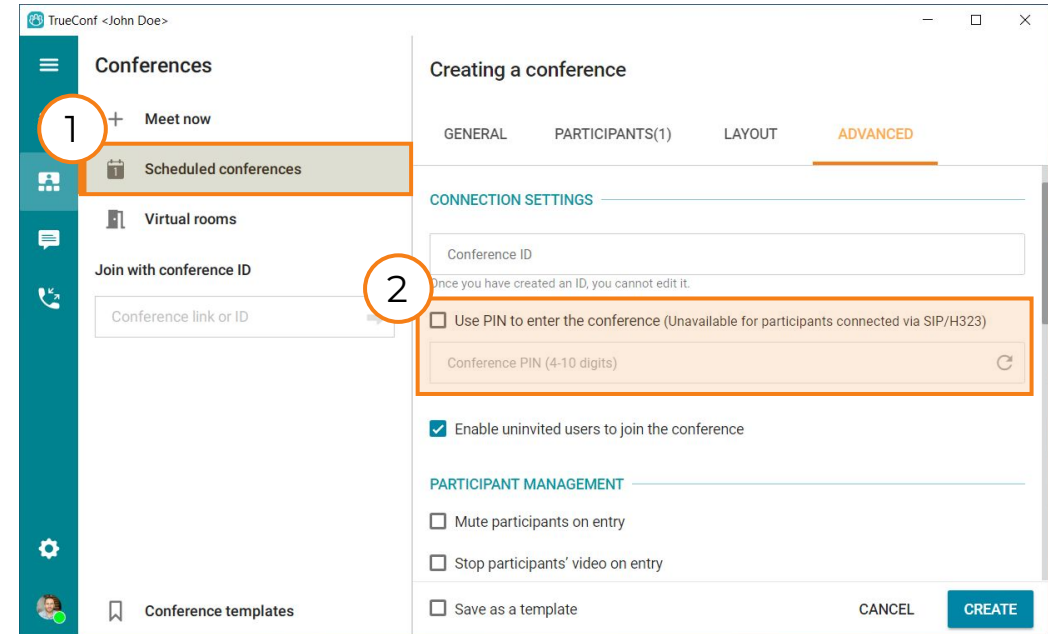 TrueConf <John Doe>
Conferences
1
Meet now
Scheduled conferences
Virtual rooms
Join with conference ID
Conference link or ID
Conference templates
Creating a conference
GENERAL PARTICIPANTS(1) LAYOUT ADVANCED
CONNECTION SETTINGS
Conference ID
Once you have created an ID, you cannot edit it.
2
Use PIN to enter the conference (Unavailable for participants connected via SIP/H323)
Conference PIN (4-10 digits)
Enable uninvited users to join the conference
PARTICIPANT MANAGEMENT
Mute participants on entry
Stop participants' video on entry
Save as a template CANCEL CREATE